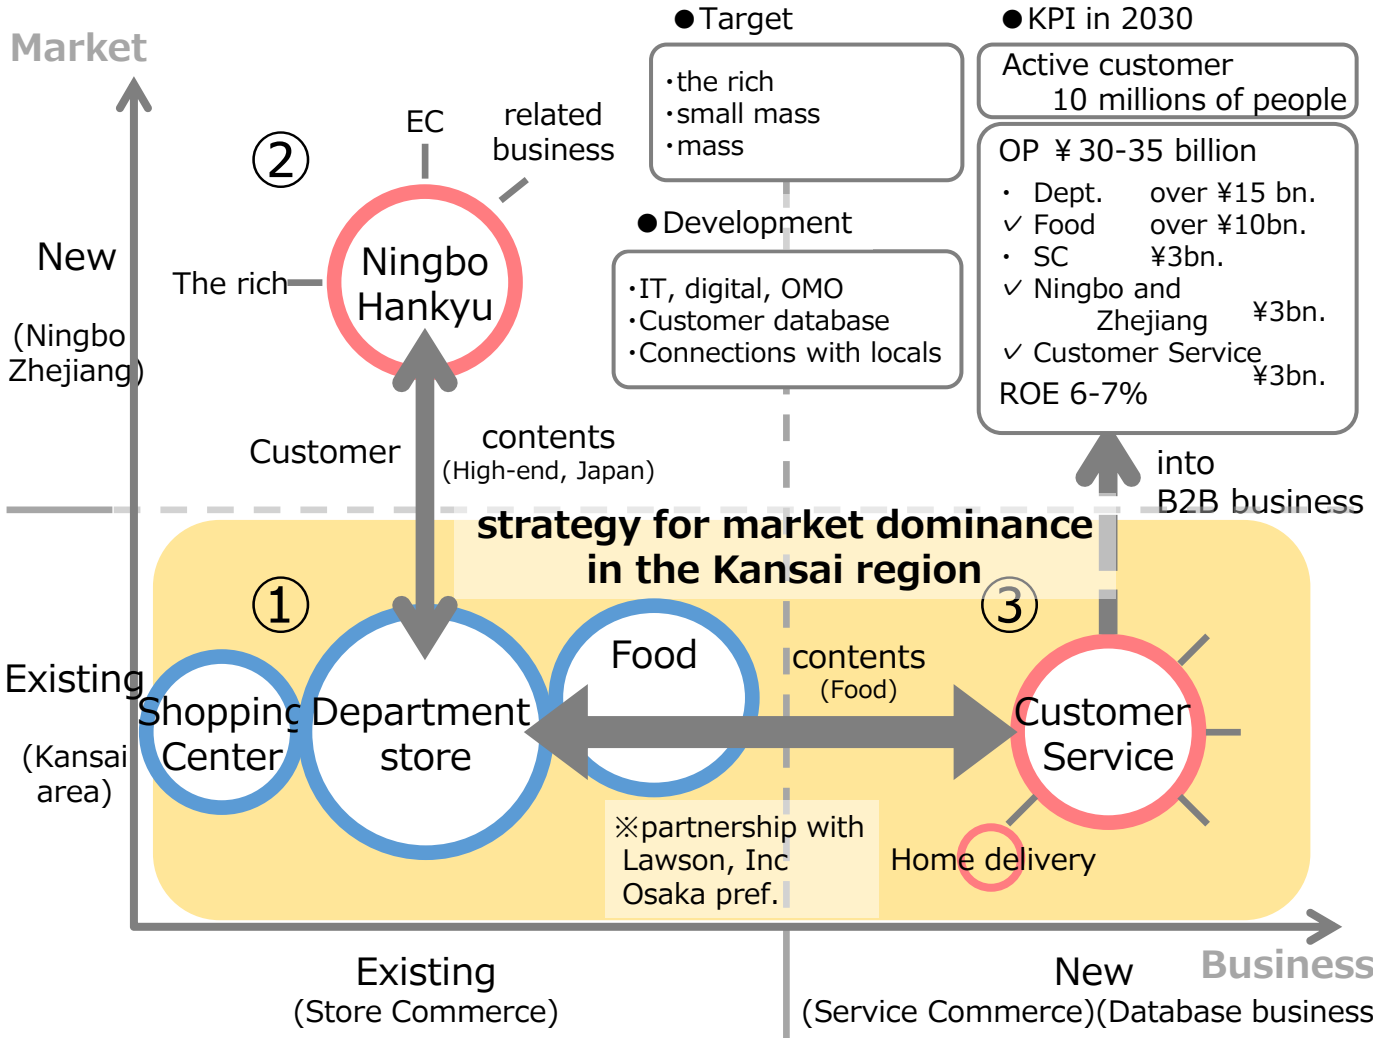 ● Target
● KPI in 2030
Market
・the rich
・small mass
・mass
Active customer
10 millions of people
②
EC
related
business
OP ¥30-35 billion
・ Dept. over ¥15 bn.
✓ Food over ¥10bn.
・ SC ¥3bn.
✓ Ningbo and
Zhejiang ¥3bn.
✓ Customer Service
¥3bn.
ROE 6-7%
● Development
・IT, digital, OMO
・Customer database
・Connections with locals
New
(Ningbo
Zhejiang)
The rich
Ningbo
Hankyu
Customer
contents
(High-end, Japan)
into
B2B business
strategy for market dominance
in the Kansai region
①
③
Existing
(Kansai
area)
Shopping
Center
Department
store
Food
contents
(Food)
Customer
Service
※partnership with
Lawson, Inc
Osaka pref.
Home delivery
Existing
(Store Commerce)
New
(Service Commerce)(Database business
Business